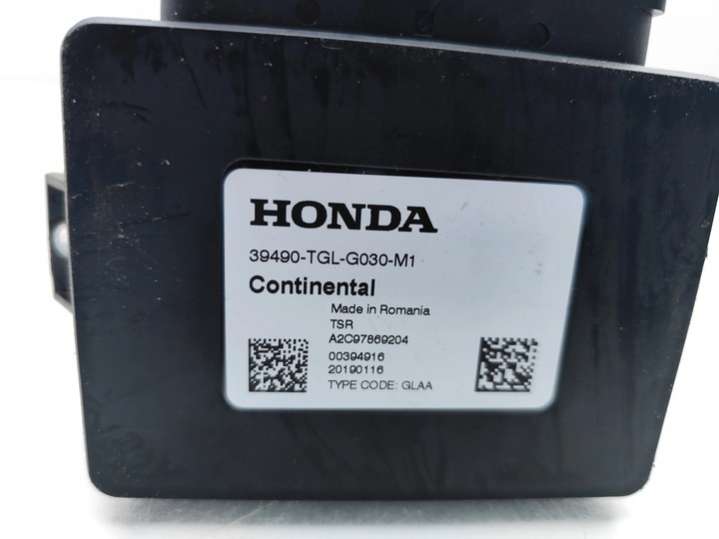 HONDA
39490-TGL-G030-M1
Continental
Made in Romania
TSR
A2C97869204
00394916
20190116
TYPE CODE: GLAA